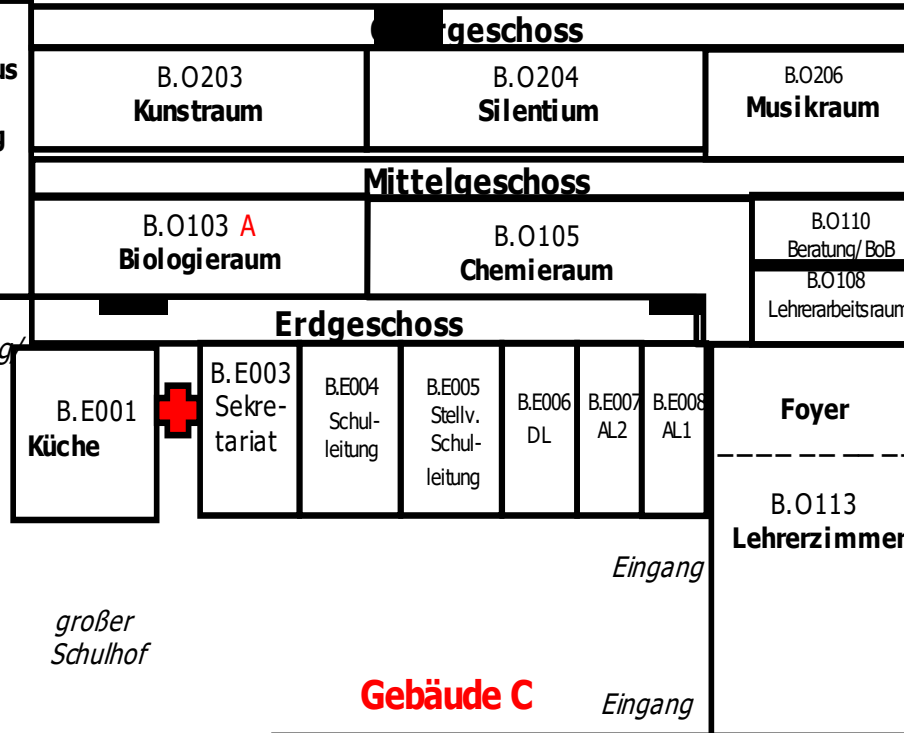 rgeschoss
us
B.O203
Kunstraum
B.O204
Silentium
B.O206
Musikraum
g
Mittelgeschoss
B.O103 A
Biologieraum
B.O105
Chemieraum
B.O110
Beratung/ BoB
B.O108
Lehrerarbeitsraum
Erdgeschoss
g/
B.E001
Küche
B.E003
Sekre-
tariat
B.E004
Schul-
leitung
B.E005
Stellv.
Schul-
leitung
B.E006
DL
B.E007
AL2
B.E008
AL1
Foyer
B.O113
Lehrerzimmer
Eingang
großer
Schulhof
Gebäude C
Eingang